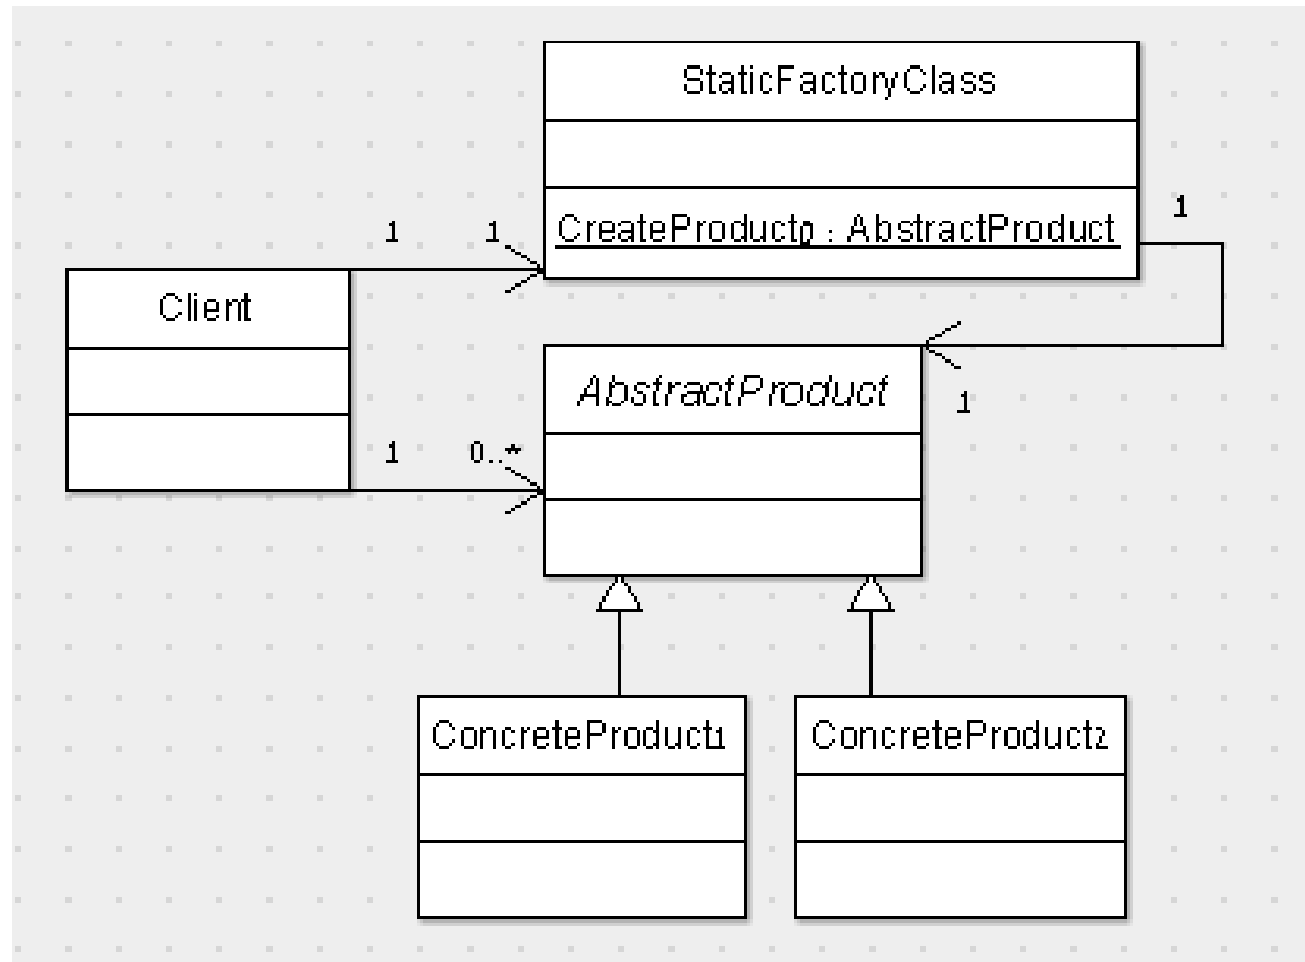 StaticFactoryClass
CreateProduct() : AbstractProduct
1
1
1
Client
AbstractProduct
1
1
0..*
ConcreteProduct1
ConcreteProduct2